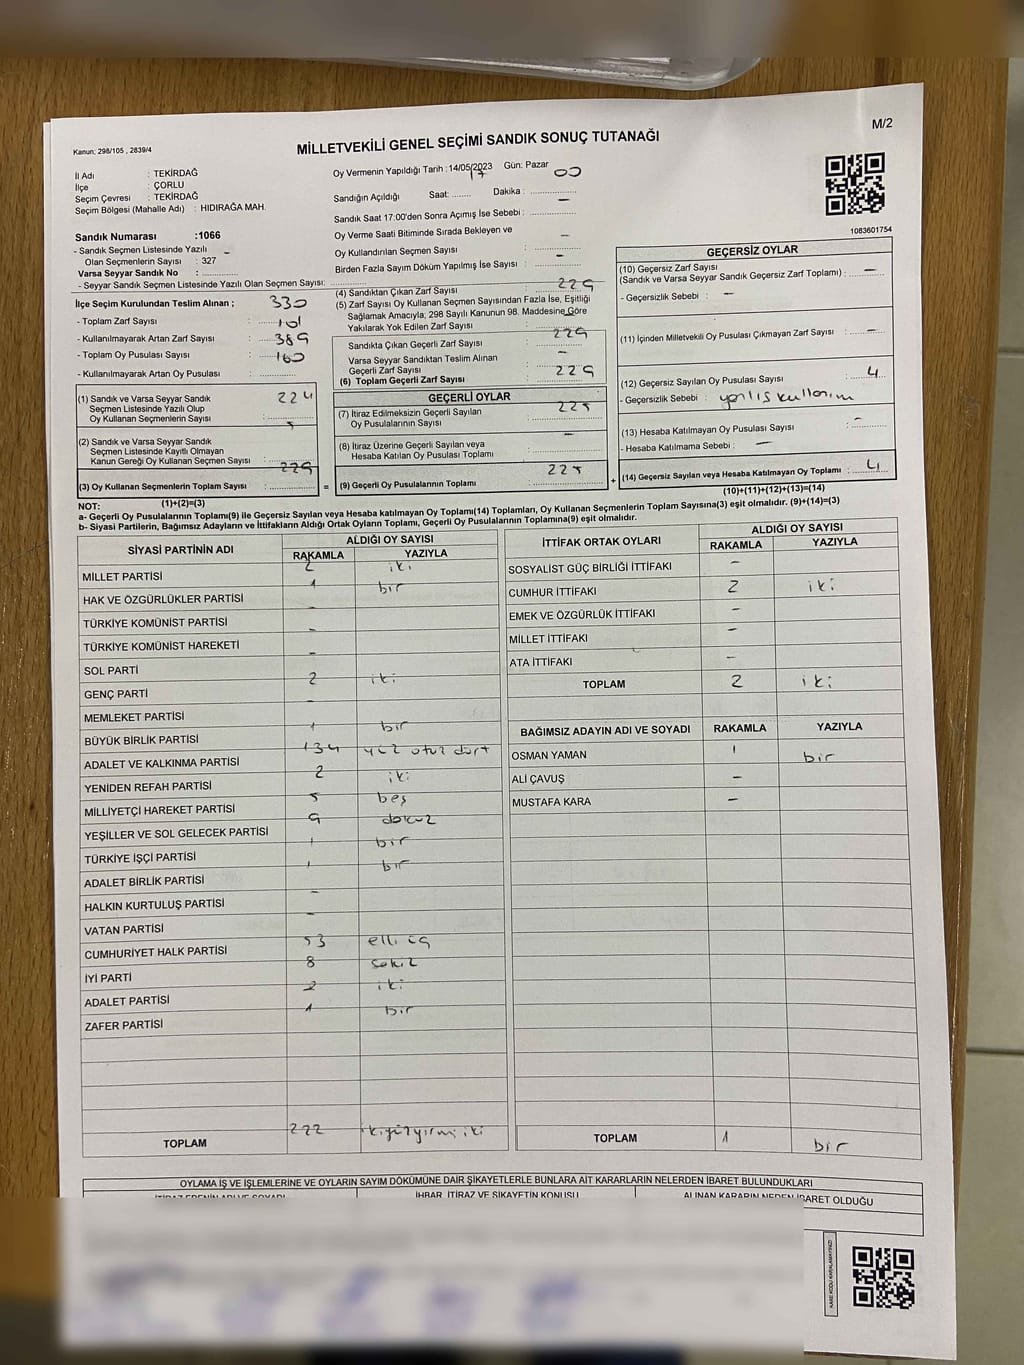 M/2
Kanun: 298/105 , 2839/4
MİLLETVEKİLİ GENEL SEÇİMİ SANDIK SONUÇ TUTANAĞI
İl Adı : TEKİRDAĞ
İlçe : ÇORLU
Seçim Çevresi : TEKİRDAĞ
Seçim Bölgesi (Mahalle Adı) : HIDIRAĞA MAH.
Sandık Numarası :1066
- Sandık Seçmen Listesinde Yazılı
Olan Seçmenlerin Sayısı : 327
Varsa Seyyar Sandık No : -
- Seyyar Sandık Seçmen Listesinde Yazılı Olan Seçmen Sayısı:
Oy Vermenin Yapıldığı Tarih :14/05/2023 Gün: Pazar
Sandığın Açıldığı Saat: 17 Dakika : 00
Sandık Saat 17:00'den Sonra Açımış İse Sebebi : -
Oy Verme Saati Bitiminde Sırada Bekleyen ve
Oy Kullandırılan Seçmen Sayısı : -
Birden Fazla Sayım Döküm Yapılmış İse Sayısı : -
1083601754
İlçe Seçim Kurulundan Teslim Alınan ;
- Toplam Zarf Sayısı : 330
- Kullanılmayarak Artan Zarf Sayısı : 101
- Toplam Oy Pusulası Sayısı : 389
- Kullanılmayarak Artan Oy Pusulası : 160
(1) Sandık ve Varsa Seyyar Sandık
Seçmen Listesinde Yazılı Olup
Oy Kullanan Seçmenlerin Sayısı : 224
(2) Sandık ve Varsa Seyyar Sandık
Seçmen Listesinde Kayıtlı Olmayan
Kanun Gereği Oy Kullanan Seçmen Sayısı : 5
(3) Oy Kullanan Seçmenlerin Toplam Sayısı : 229
(1)+(2)=(3)
(4) Sandıktan Çıkan Zarf Sayısı : 229
(5) Zarf Sayısı Oy Kullanan Seçmen Sayısından Fazla İse, Eşitliği
Sağlamak Amacıyla; 298 Sayılı Kanunun 98. Maddesine Göre
Yakılarak Yok Edilen Zarf Sayısı : -
Sandıkta Çıkan Geçerli Zarf Sayısı : 229
Varsa Seyyar Sandıktan Teslim Alınan
Geçerli Zarf Sayısı : -
(6) Toplam Geçerli Zarf Sayısı : 229
GEÇERLİ OYLAR
(7) İtiraz Edilmeksizin Geçerli Sayılan
Oy Pusulalarının Sayısı : 225
(8) İtiraz Üzerine Geçerli Sayılan veya
Hesaba Katılan Oy Pusulası Toplamı : -
= (9) Geçerli Oy Pusulalarının Toplamı : 225
GEÇERSİZ OYLAR
(10) Geçersiz Zarf Sayısı
(Sandık ve Varsa Seyyar Sandık Geçersiz Zarf Toplamı) : -
- Geçersizlik Sebebi : -
(11) İçinden Milletvekili Oy Pusulası Çıkmayan Zarf Sayısı : -
(12) Geçersiz Sayılan Oy Pusulası Sayısı : 4
- Geçersizlik Sebebi : yanlış kullanım
(13) Hesaba Katılmayan Oy Pusulası Sayısı : -
- Hesaba Katılmama Sebebi : -
+ (14) Geçersiz Sayılan veya Hesaba Katılmayan Oy Toplamı : 4
(10)+(11)+(12)+(13)=(14)
NOT:
a- Geçerli Oy Pusulalarının Toplamı(9) ile Geçersiz Sayılan veya Hesaba katılmayan Oy Toplamı(14) Toplamları, Oy Kullanan Seçmenlerin Toplam Sayısına(3) eşit olmalıdır. (9)+(14)=(3)
b- Siyasi Partilerin, Bağımsız Adayların ve İttifakların Aldığı Ortak Oyların Toplamı, Geçerli Oy Pusulalarının Toplamına(9) eşit olmalıdır.
SİYASİ PARTİNİN ADI ALDIĞI OY SAYISI
RAKAMLA YAZIYLA
MİLLET PARTİSİ 2 iki
HAK VE ÖZGÜRLÜKLER PARTİSİ 1 bir
TÜRKİYE KOMÜNİST PARTİSİ -
TÜRKİYE KOMÜNİST HAREKETİ -
SOL PARTİ -
GENÇ PARTİ 2 iki
MEMLEKET PARTİSİ -
BÜYÜK BİRLİK PARTİSİ 1 bir
ADALET VE KALKINMA PARTİSİ 134 yüz otuz dört
YENİDEN REFAH PARTİSİ 2 iki
MİLLİYETÇİ HAREKET PARTİSİ 5 beş
YEŞİLLER VE SOL GELECEK PARTİSİ 9 dokuz
TÜRKİYE İŞÇİ PARTİSİ 1 bir
ADALET BİRLİK PARTİSİ 1 bir
HALKIN KURTULUŞ PARTİSİ -
VATAN PARTİSİ -
CUMHURİYET HALK PARTİSİ 53 elli üç
İYİ PARTİ 8 sekiz
ADALET PARTİSİ 2 iki
ZAFER PARTİSİ 1 bir
TOPLAM 222 ikiyüzyirmi iki
İTTİFAK ORTAK OYLARI ALDIĞI OY SAYISI
RAKAMLA YAZIYLA
SOSYALİST GÜÇ BİRLİĞİ İTTİFAKI -
CUMHUR İTTİFAKI 2 iki
EMEK VE ÖZGÜRLÜK İTTİFAKI -
MİLLET İTTİFAKI -
ATA İTTİFAKI -
TOPLAM 2 iki
BAĞIMSIZ ADAYIN ADI VE SOYADI RAKAMLA YAZIYLA
OSMAN YAMAN 1 bir
ALİ ÇAVUŞ -
MUSTAFA KARA -
TOPLAM 1 bir
OYLAMA İŞ VE İŞLEMLERİNE VE OYLARIN SAYIM DÖKÜMÜNE DAİR ŞİKAYETLERLE BUNLARA AİT KARARLARIN NELERDEN İBARET BULUNDUKLARI
İTİRAZ EDENİN ADI VE SOYADI İHBAR, İTİRAZ VE ŞİKAYETİN KONUSU ALINAN KARARIN NEDEN İBARET OLDUĞU
KARE KODU KARALAMAYINIZ!